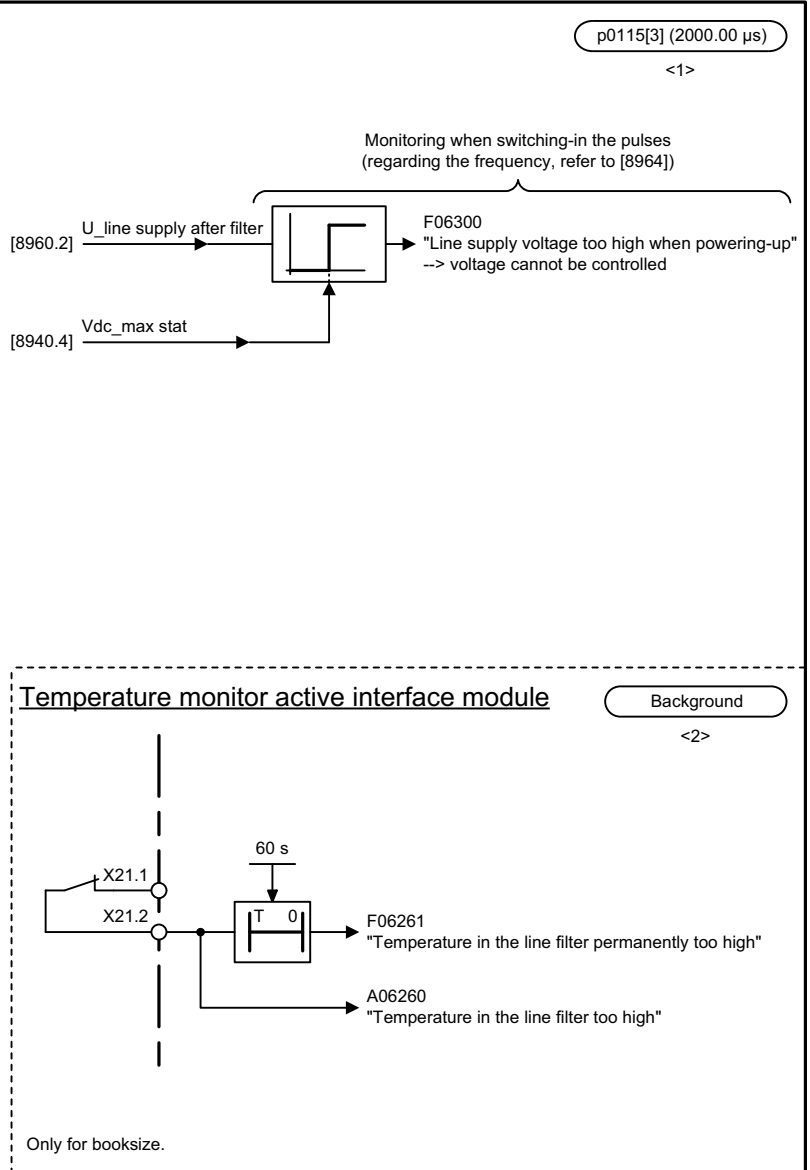 p0115[3] (2000.00 µs)
<1>
Monitoring when switching-in the pulses
(regarding the frequency, refer to [8964])
[8960.2]
U_line supply after filter
F06300
"Line supply voltage too high when powering-up"
--> voltage cannot be controlled
[8940.4]
Vdc_max stat
Temperature monitor active interface module
Background
<2>
60 s
X21.1
X21.2
T 0
F06261
"Temperature in the line filter permanently too high"
A06260
"Temperature in the line filter too high"
Only for booksize.